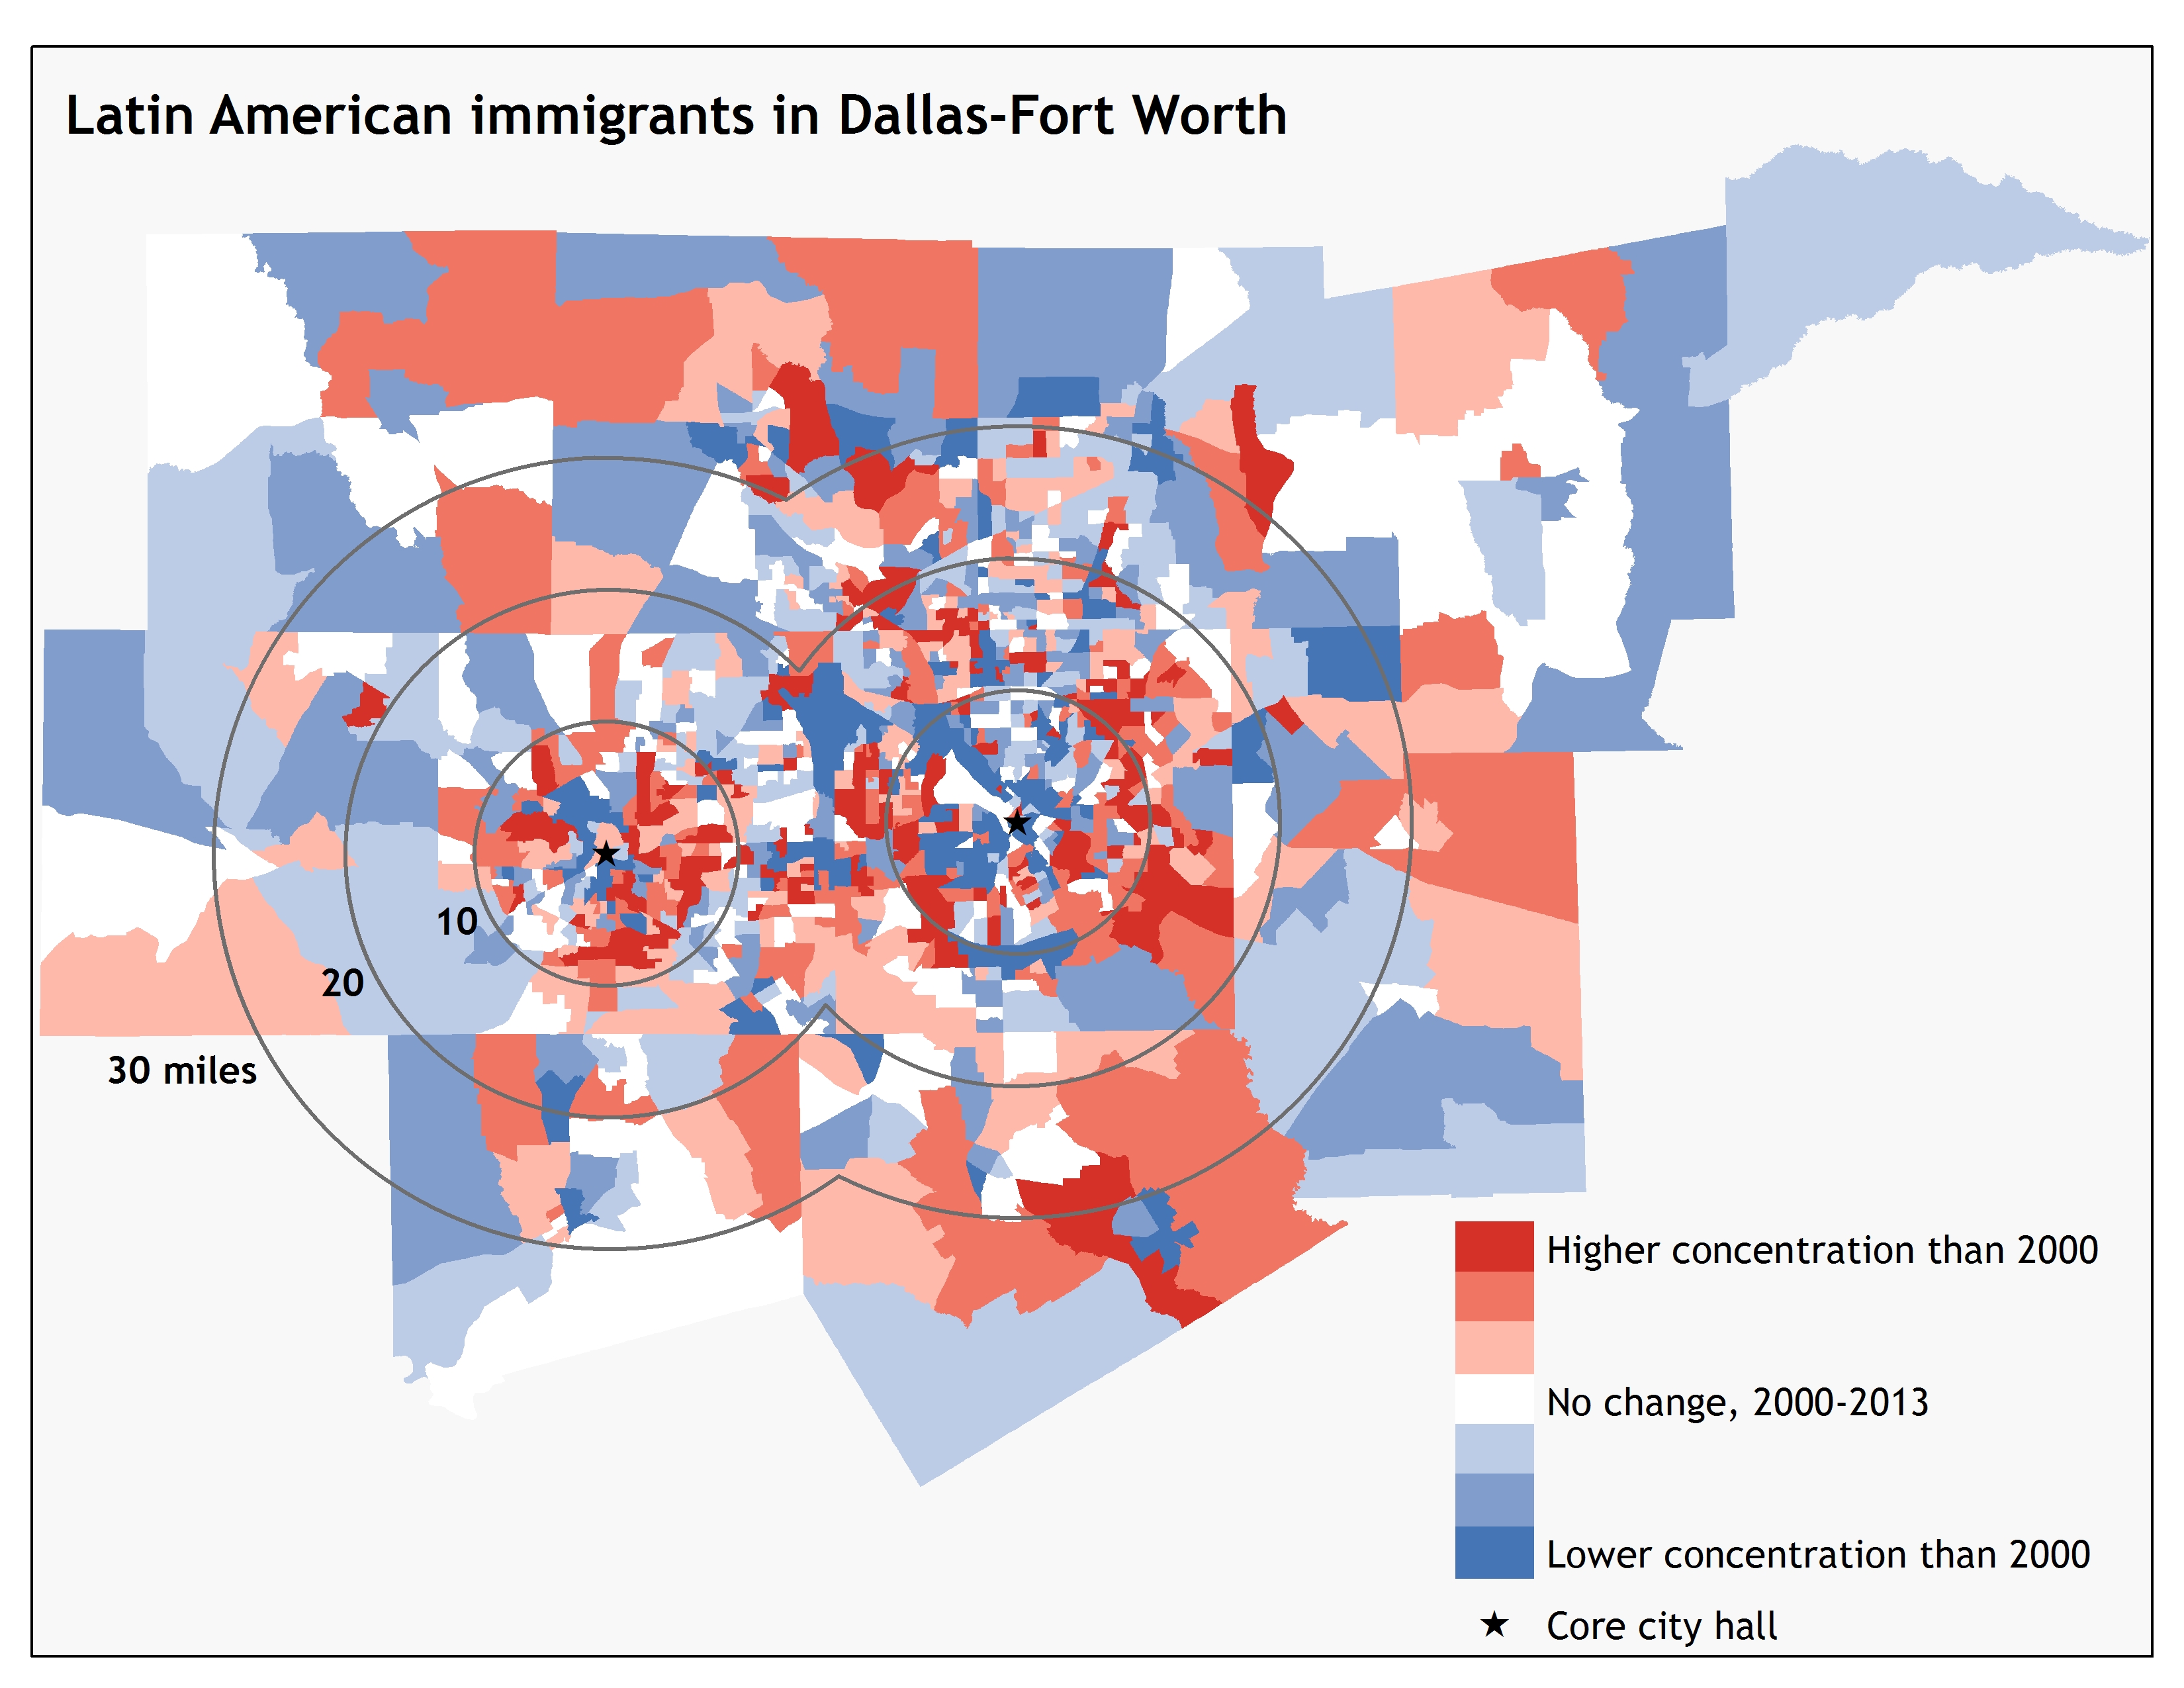 Latin American immigrants in Dallas-Fort Worth
10
20
30 miles
Higher concentration than 2000
No change, 2000-2013
Lower concentration than 2000
Core city hall